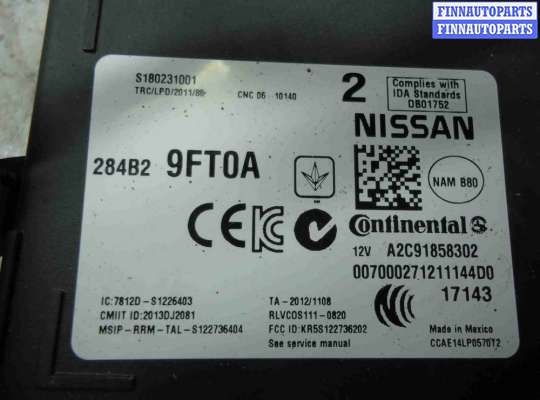 FINNAUTOPARTS
FINNAUTOPARTS
FINNAUTOPARTS
S180231001
TRC/LPD/2011/88
CNC 06 - 10140
2
Complies with
IDA Standards
DB01752
NISSAN
284B2 9FT0A
NAM B80
CE
Continental
12V A2C91858302
00700027121114400
17143
IC:7812D-S1226403
CMIIT ID:2013DJ2081
MSIP-RRM-TAL-S122736404
TA-2012/1108
RLVCOS111-0820
FCC ID:KR5S122736202
See service manual
Made in Mexico
CCAE14LP0570T2